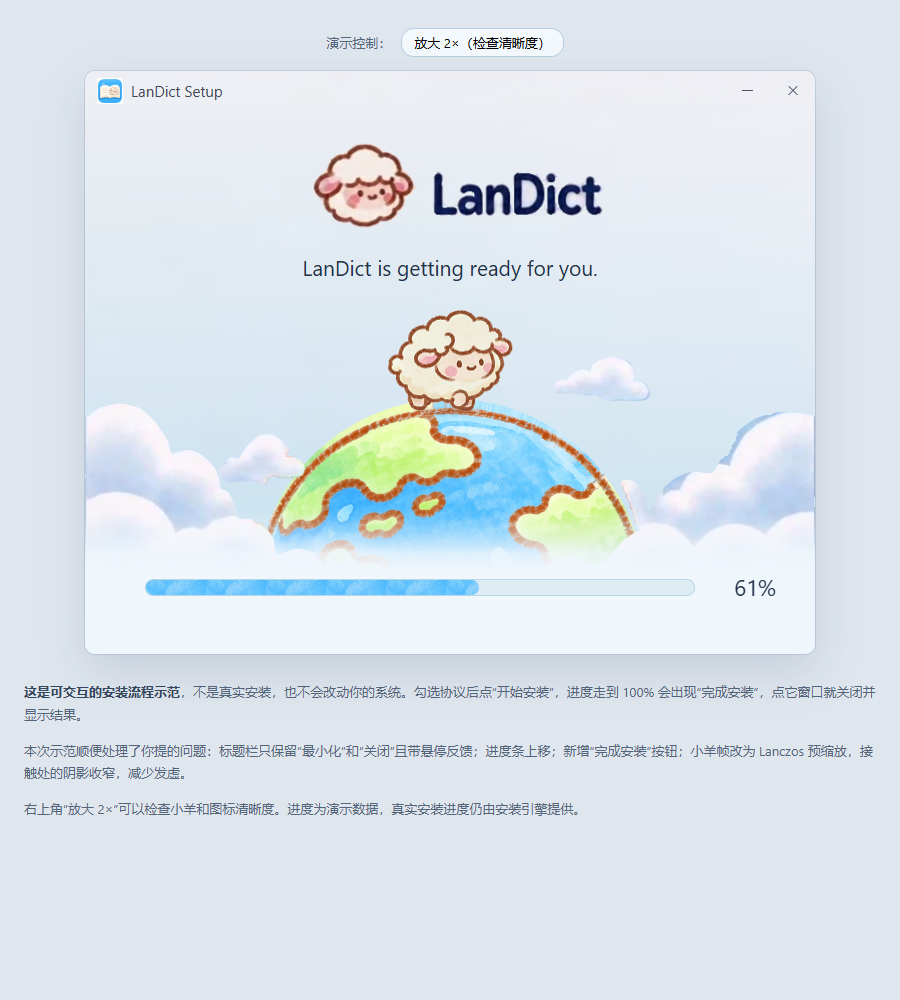 演示控制：
放大 2×（检查清晰度）
LanDict Setup
LanDict
LanDict is getting ready for you.
61%
这是可交互的安装流程示范，不是真实安装，也不会改动你的系统。勾选协议后点“开始安装”，进度走到 100% 会出现“完成安装”，点它窗口就关闭并
显示结果。
本次示范顺便处理了你提的问题：标题栏只保留“最小化”和“关闭”且带悬停反馈；进度条上移；新增“完成安装”按钮；小羊帧改为 Lanczos 预缩放，接
触处的阴影收窄，减少发虚。
右上角“放大 2×”可以检查小羊和图标清晰度。进度为演示数据，真实安装进度仍由安装引擎提供。